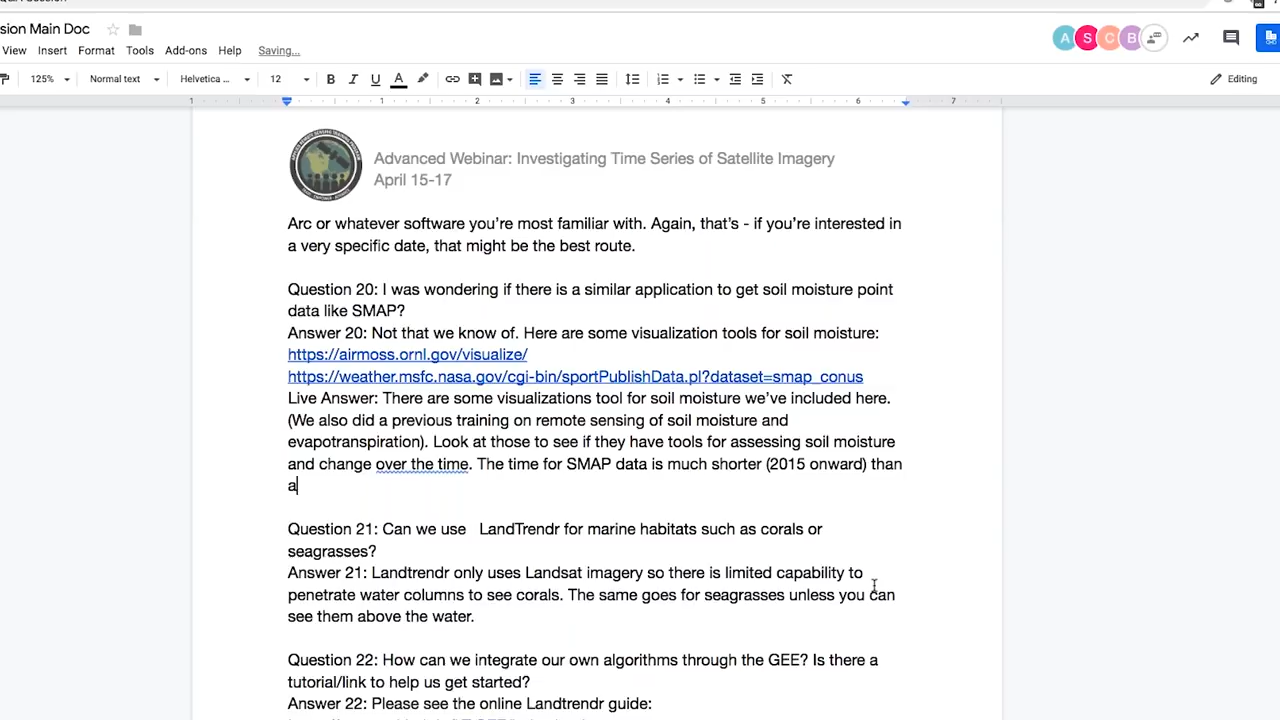 sion Main Doc
View Insert Format Tools Add-ons Help Saving...
A S C B
125% Normal text Helvetica ... 12 B I U A Editing
1 1 2 3 4 5 6 7
Advanced Webinar: Investigating Time Series of Satellite Imagery
April 15-17
Arc or whatever software you're most familiar with. Again, that's - if you're interested in
a very specific date, that might be the best route.
Question 20: I was wondering if there is a similar application to get soil moisture point
data like SMAP?
Answer 20: Not that we know of. Here are some visualization tools for soil moisture:
https://airmoss.ornl.gov/visualize/
https://weather.msfc.nasa.gov/cgi-bin/sportPublishData.pl?dataset=smap_conus
Live Answer: There are some visualizations tool for soil moisture we've included here.
(We also did a previous training on remote sensing of soil moisture and
evapotranspiration). Look at those to see if they have tools for assessing soil moisture
and change over the time. The time for SMAP data is much shorter (2015 onward) than
a
Question 21: Can we use LandTrendr for marine habitats such as corals or
seagrasses?
Answer 21: Landtrendr only uses Landsat imagery so there is limited capability to
penetrate water columns to see corals. The same goes for seagrasses unless you can
see them above the water.
Question 22: How can we integrate our own algorithms through the GEE? Is there a
tutorial/link to help us get started?
Answer 22: Please see the online Landtrendr guide: